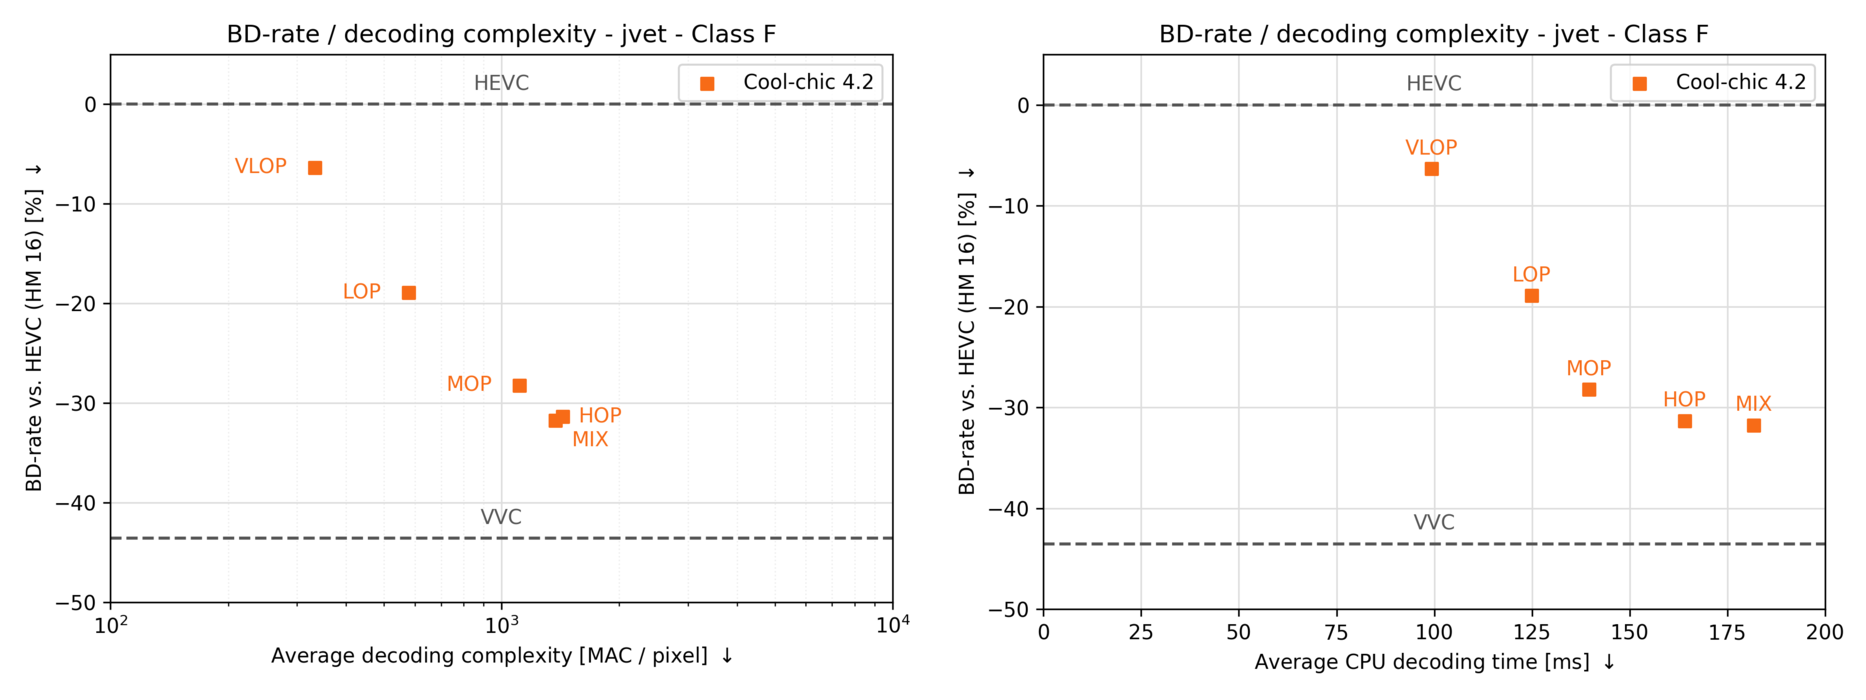 BD-rate / decoding complexity - jvet - Class F
HEVC
Cool-chic 4.2
0
VLOP
−10
LOP
−20
MOP
−30
HOP
MIX
−40
VVC
−50
10²
10³
10⁴
BD-rate vs. HEVC (HM 16) [%] ↓
Average decoding complexity [MAC / pixel] ↓
BD-rate / decoding complexity - jvet - Class F
HEVC
Cool-chic 4.2
0
VLOP
−10
LOP
−20
MOP
−30
HOP
MIX
−40
VVC
−50
0
25
50
75
100
125
150
175
200
BD-rate vs. HEVC (HM 16) [%] ↓
Average CPU decoding time [ms] ↓